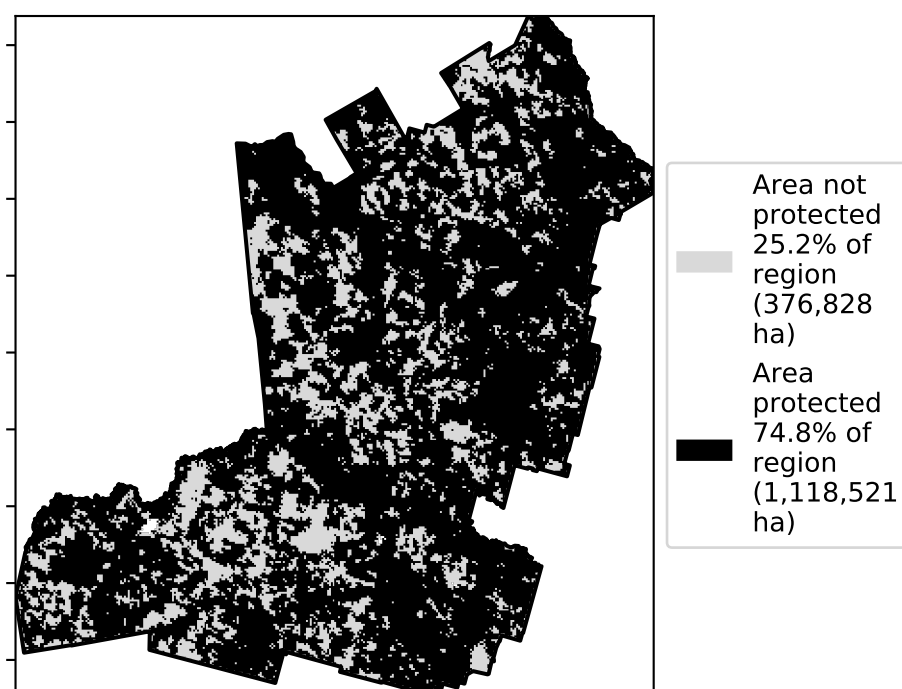 Area not
protected
25.2% of
region
(376,828
ha)
Area
protected
74.8% of
region
(1,118,521
ha)